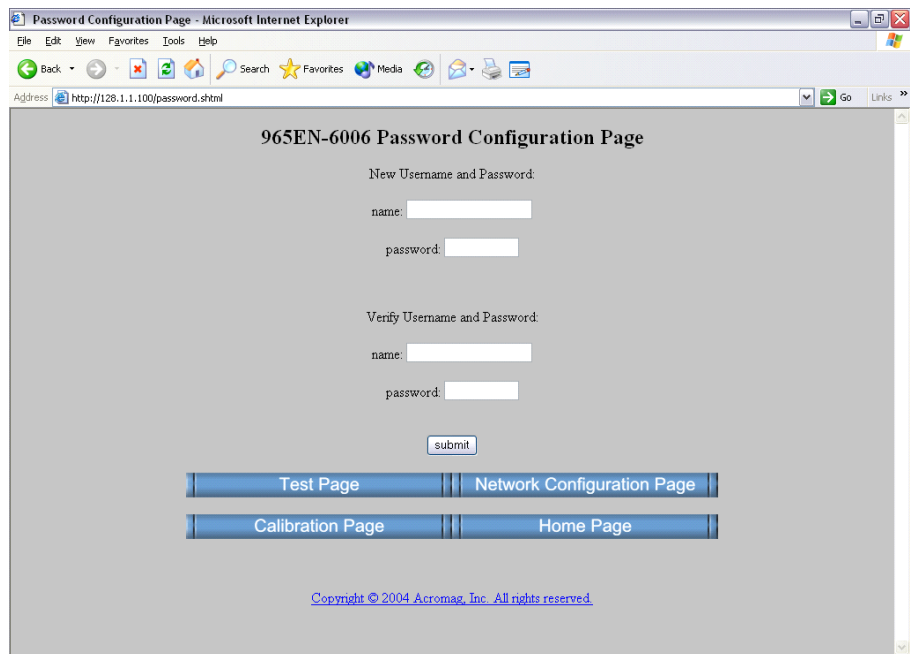 Password Configuration Page - Microsoft Internet Explorer
File Edit View Favorites Tools Help
Back Search Favorites Media
Address http://128.1.1.100/password.shtml Go Links »
965EN-6006 Password Configuration Page
New Username and Password:
name:
password:
Verify Username and Password:
name:
password:
submit
Test Page Network Configuration Page
Calibration Page Home Page
Copyright © 2004 Acromag, Inc. All rights reserved.